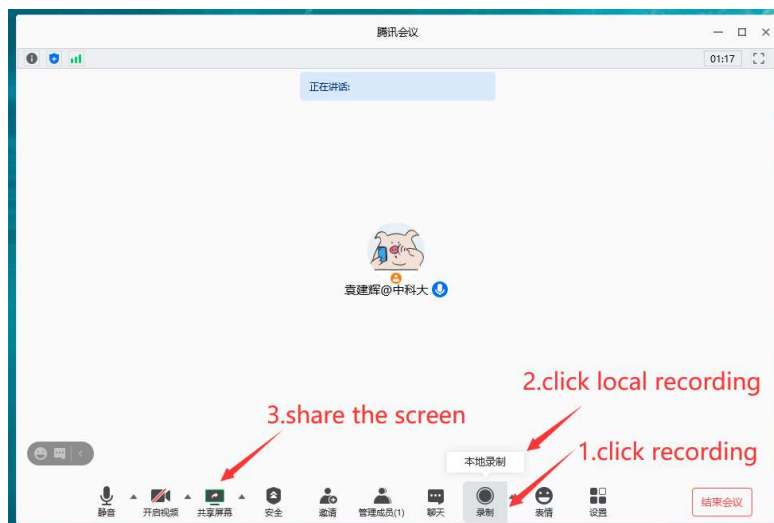 腾讯会议
01:17
正在讲话:
袁建辉@中科大
2.click local recording
3.share the screen
1.click recording
本地录制
静音
开启视频
共享屏幕
安全
邀请
管理成员(1)
聊天
录制
表情
设置
结束会议